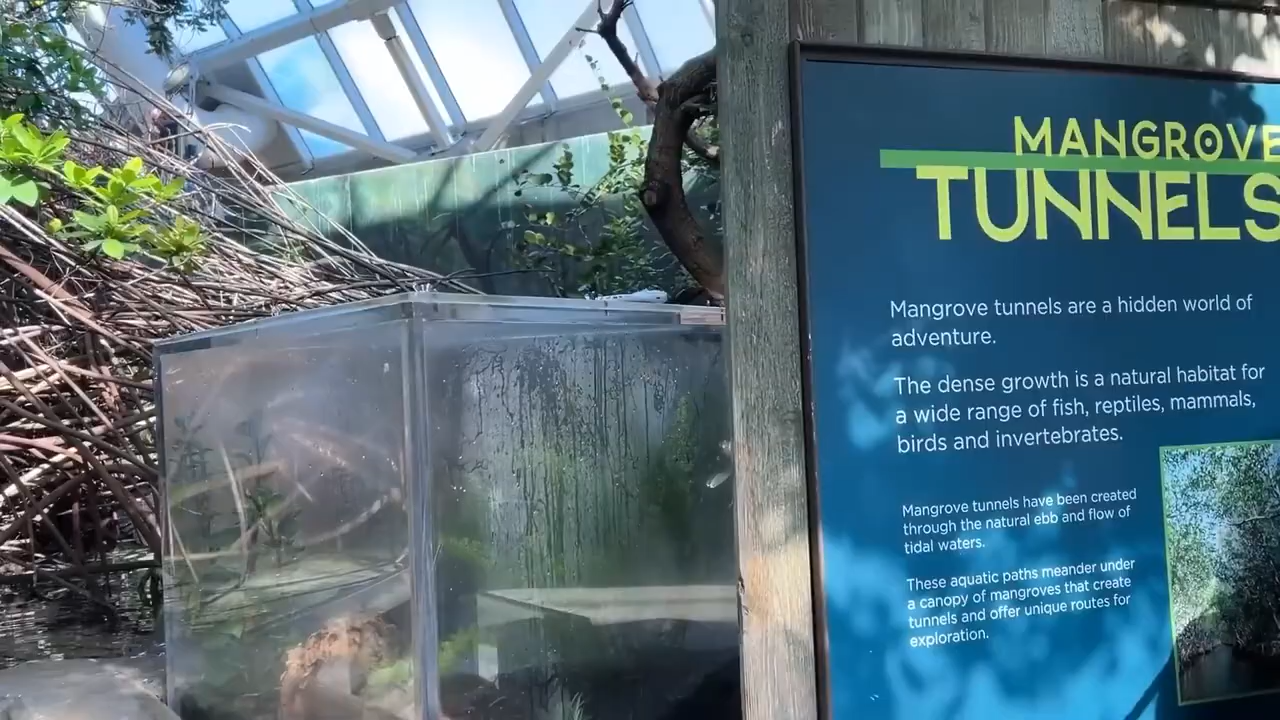 MANGROVE
TUNNELS
Mangrove tunnels are a hidden world of
adventure.
The dense growth is a natural habitat for
a wide range of fish, reptiles, mammals,
birds and invertebrates.
Mangrove tunnels have been created
through the natural ebb and flow of
tidal waters.
These aquatic paths meander under
a canopy of mangroves that create
tunnels and offer unique routes for
exploration.